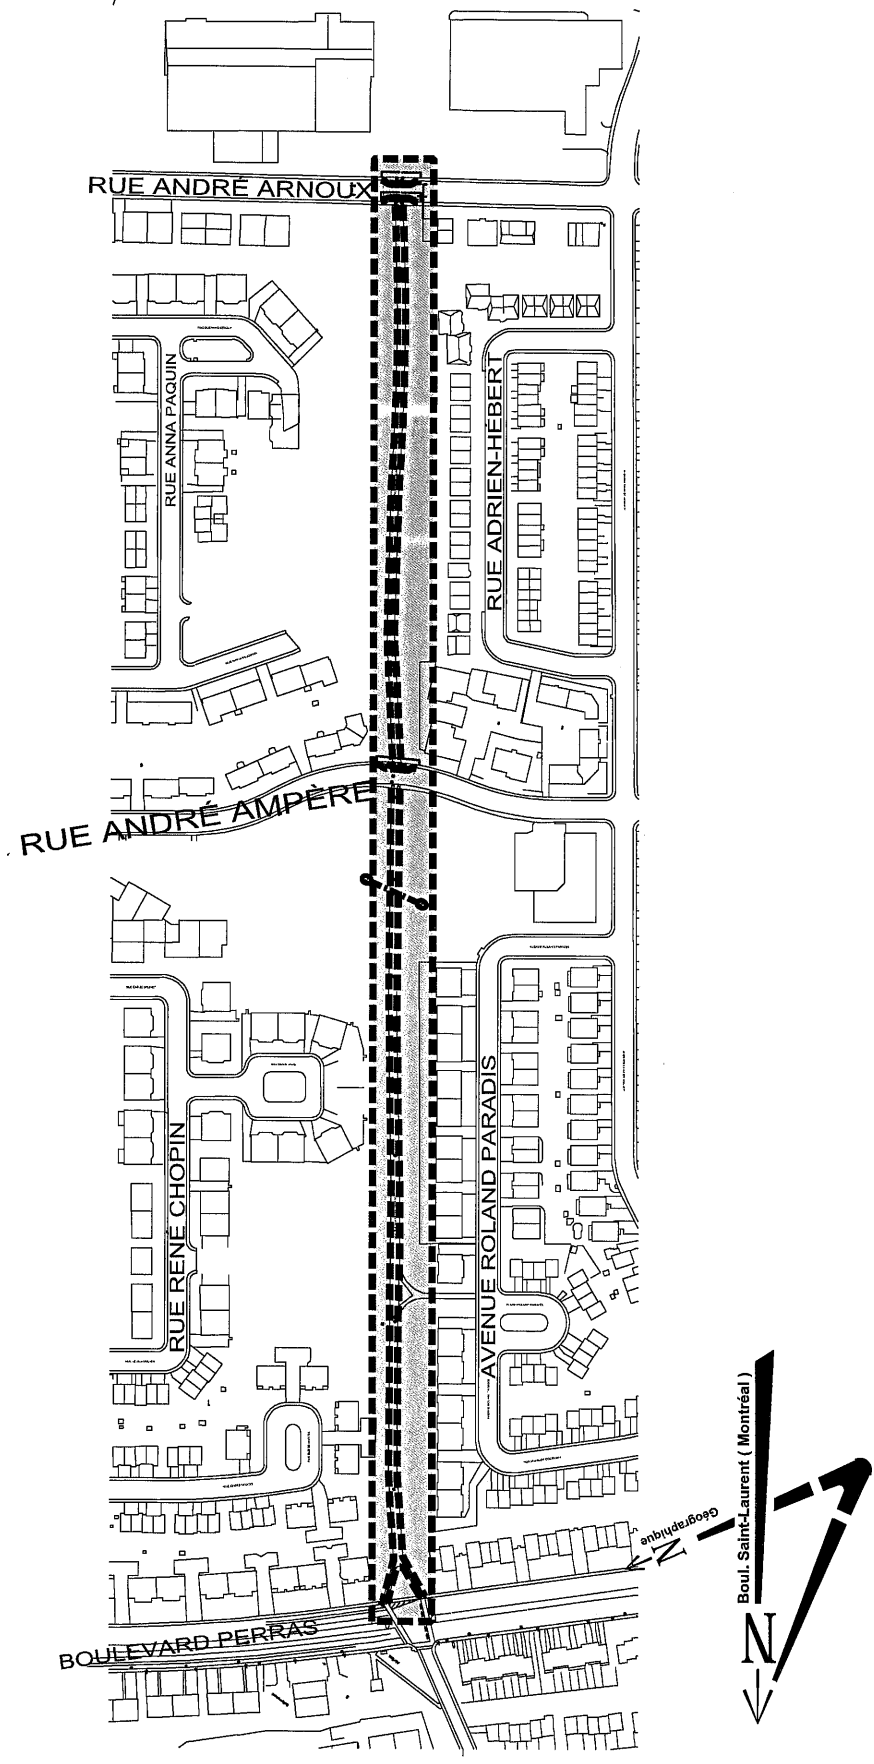 RUE ANDRÉ ARNOUX
RUE ANNA PAQUIN
RUE ADRIEN-HÉBERT
RUE ANDRÉ AMPÈRE
RUE RENÉ CHOPIN
AVENUE ROLAND PARADIS
BOULEVARD PERRAS
Boul. Saint-Laurent ( Montréal )
Géographique
N
N